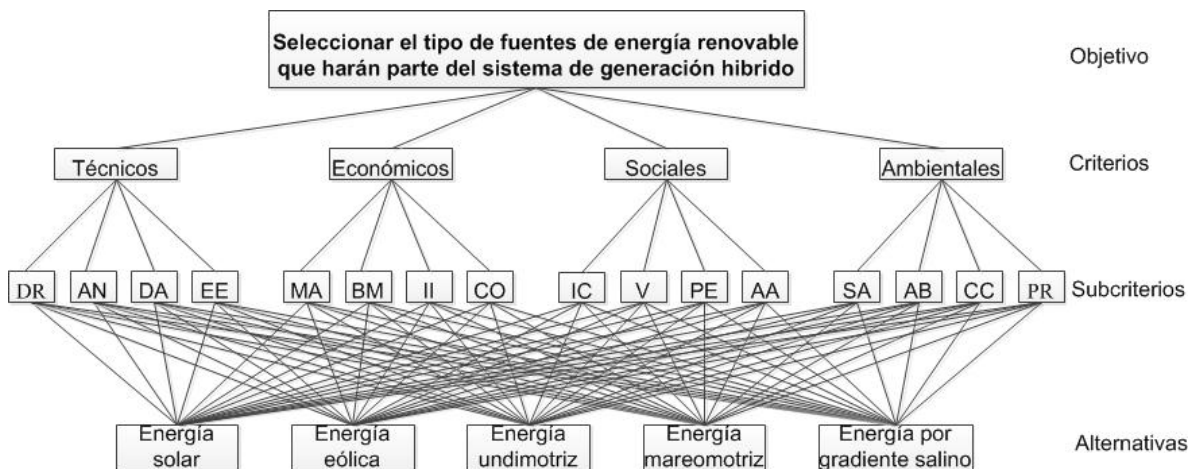 Seleccionar el tipo de fuentes de energía renovable
que harán parte del sistema de generación hibrido
Objetivo
Técnicos
Económicos
Sociales
Ambientales
Criterios
DR
AN
DA
EE
MA
BM
II
CO
IC
V
PE
AA
SA
AB
CC
PR
Subcriterios
Energía
solar
Energía
eólica
Energía
undimotriz
Energía
mareomotriz
Energía por
gradiente salino
Alternativas